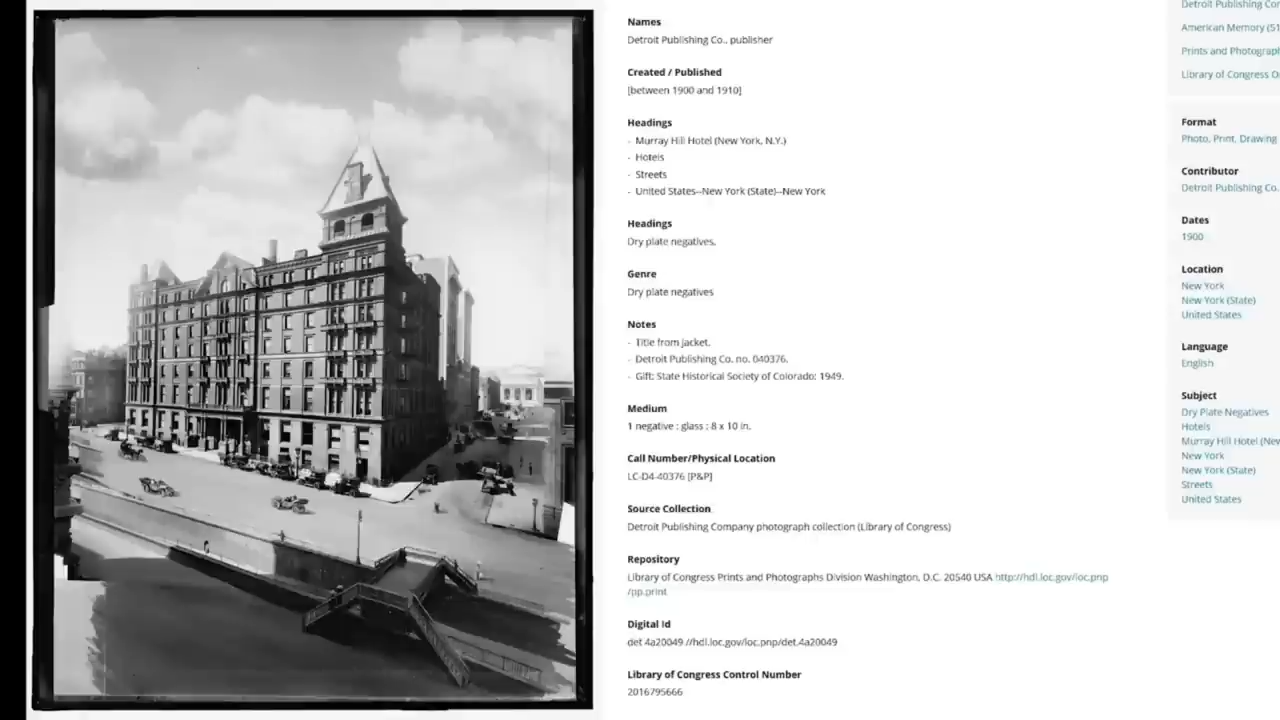 Names
Detroit Publishing Co., publisher
Created / Published
[between 1900 and 1910]
Headings
- Murray Hill Hotel (New York, N.Y.)
- Hotels
- Streets
- United States--New York (State)--New York
Headings
Dry plate negatives.
Genre
Dry plate negatives
Notes
- Title from jacket.
- Detroit Publishing Co. no. 040376.
- Gift; State Historical Society of Colorado; 1949.
Medium
1 negative : glass ; 8 x 10 in.
Call Number/Physical Location
LC-D4-40376 [P&P]
Source Collection
Detroit Publishing Company photograph collection (Library of Congress)
Repository
Library of Congress Prints and Photographs Division Washington, D.C. 20540 USA http://hdl.loc.gov/loc.pnp
/pp.print
Digital Id
det 4a20049 //hdl.loc.gov/loc.pnp/det.4a20049
Library of Congress Control Number
2016795666
Detroit Publishing Co
American Memory (51
Prints and Photograph
Library of Congress O
Format
Photo, Print, Drawing
Contributor
Detroit Publishing Co.
Dates
1900
Location
New York
New York (State)
United States
Language
English
Subject
Dry Plate Negatives
Hotels
Murray Hill Hotel (New
New York
New York (State)
Streets
United States